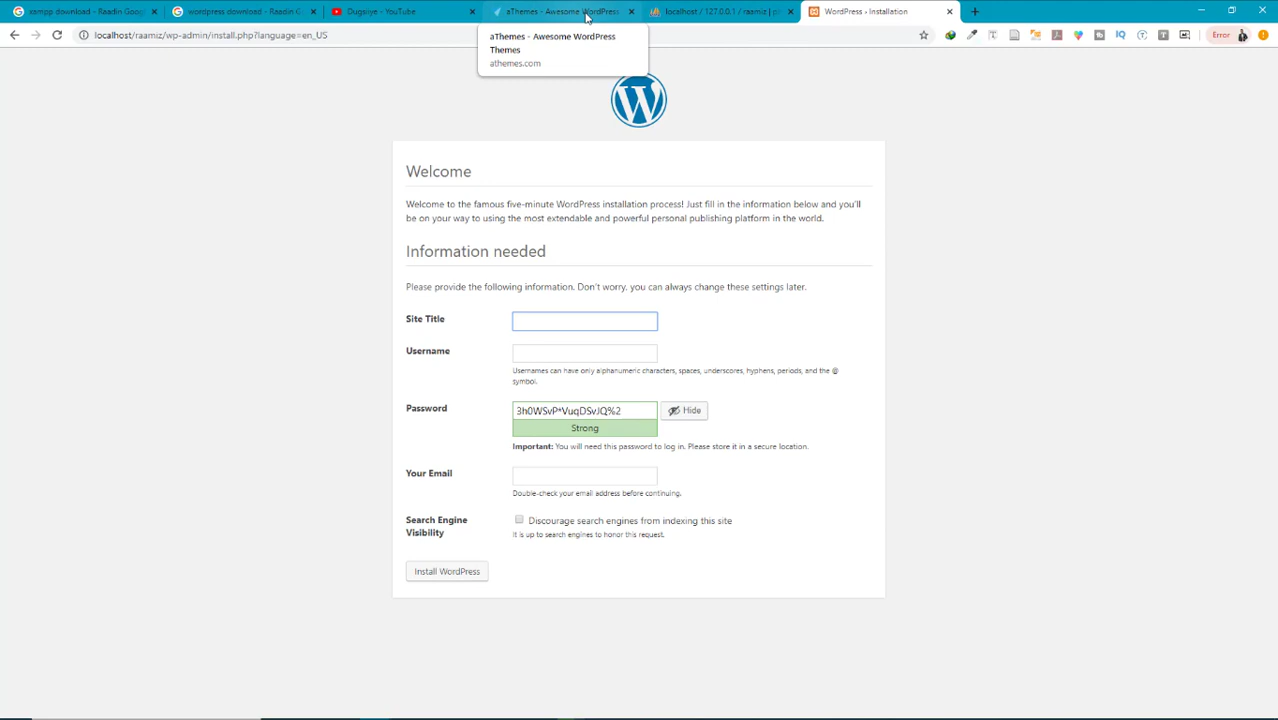 xampp download - Raadin Googl
wordpress download - Raadin G
Dugsiiye - YouTube
aThemes - Awesome WordPress
localhost / 127.0.0.1 / raamiz | p
WordPress › Installation
localhost/raamiz/wp-admin/install.php?language=en_US
Error
aThemes - Awesome WordPress
Themes
athemes.com
Welcome
Welcome to the famous five-minute WordPress installation process! Just fill in the information below and you'll
be on your way to using the most extendable and powerful personal publishing platform in the world.
Information needed
Please provide the following information. Don't worry, you can always change these settings later.
Site Title
Username
Usernames can have only alphanumeric characters, spaces, underscores, hyphens, periods, and the @
symbol.
Password
3h0WSvP*VuqDSvJQ%2
Hide
Strong
Important: You will need this password to log in. Please store it in a secure location.
Your Email
Double-check your email address before continuing.
Search Engine
Visibility
Discourage search engines from indexing this site
It is up to search engines to honor this request.
Install WordPress